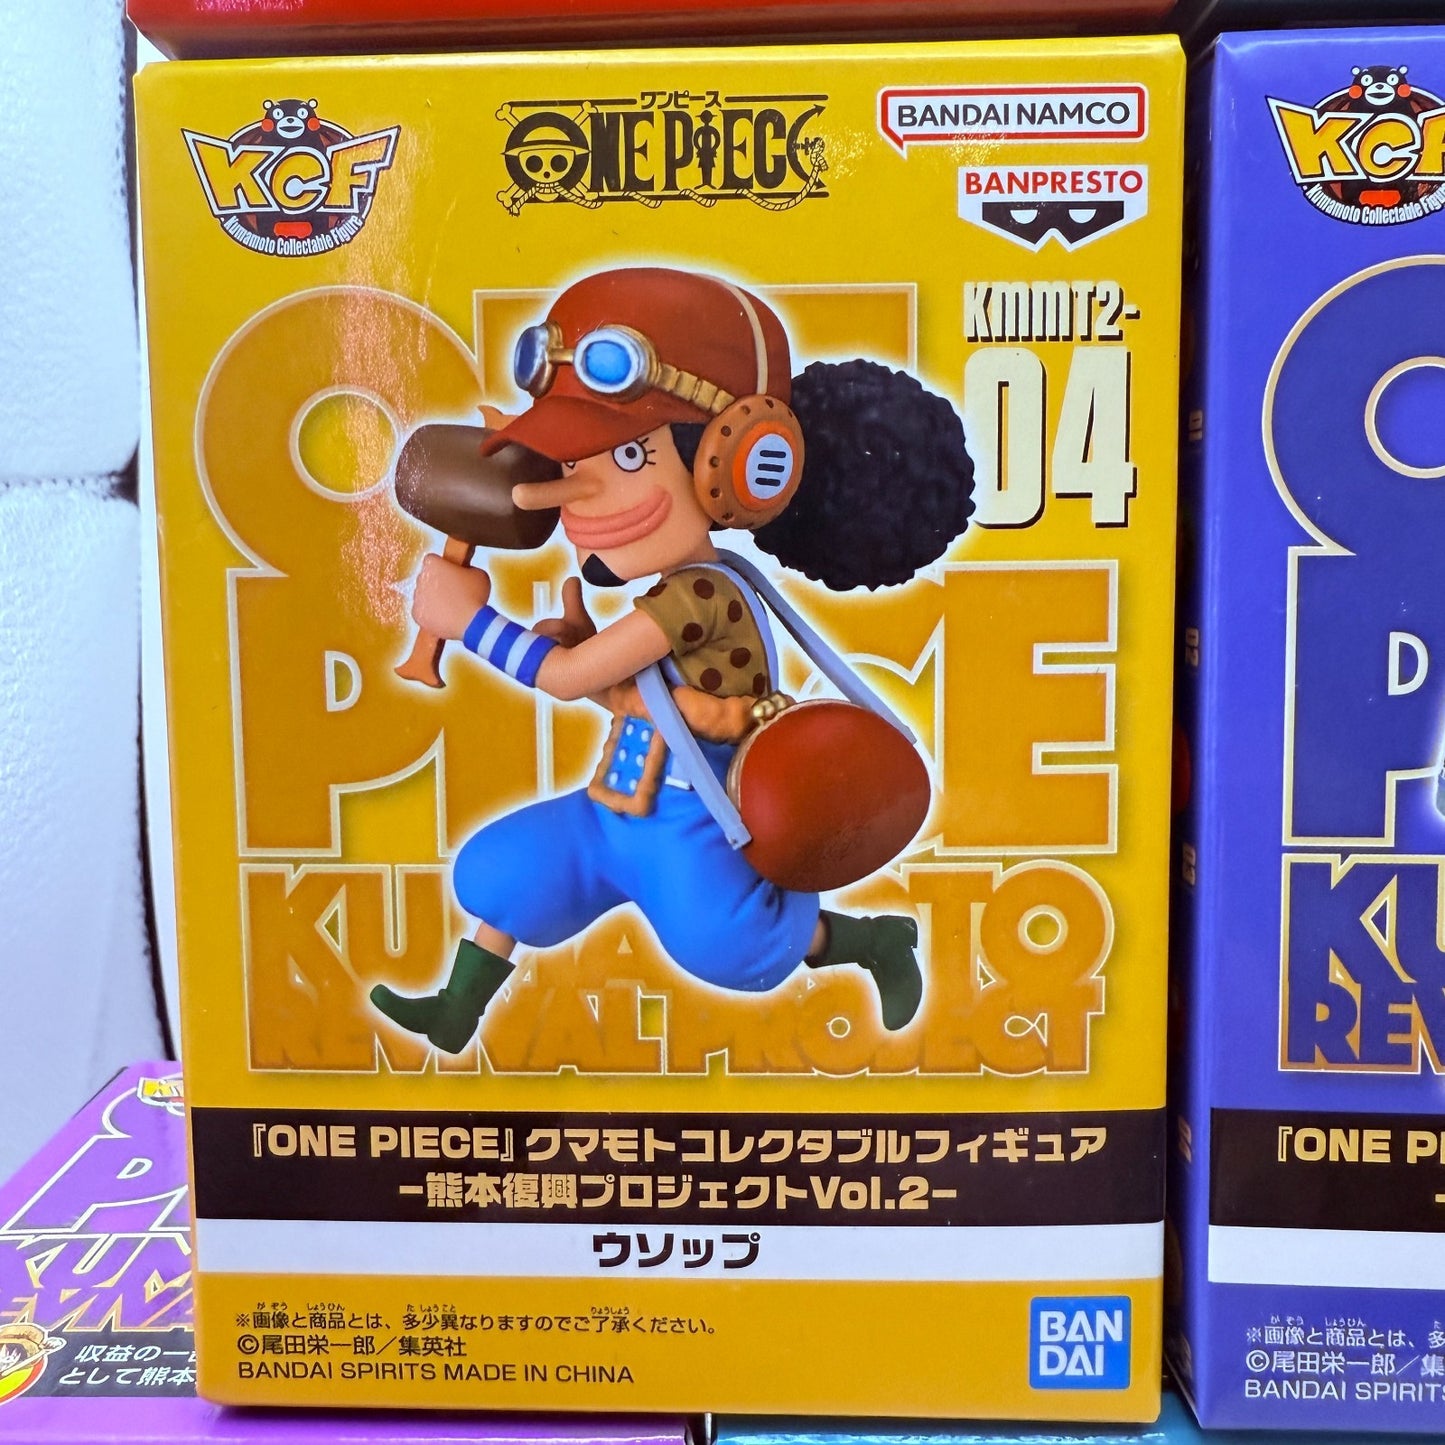 KCF
Kumamoto Collectable Figure
ワンピース
ONE PIECE
BANDAI NAMCO
BANPRESTO
KMMT2-
04
ONE
PIECE
KUMAMOTO
REVIVAL PROJECT
『ONE PIECE』クマモトコレクタブルフィギュア
-熊本復興プロジェクトVol.2-
ウソップ
※画像と商品とは、多少異なりますのでご了承ください。
©尾田栄一郎／集英社
BANDAI SPIRITS MADE IN CHINA
BAN
DAI
KCF
Kumamoto Collectable Figure
01
02
03
『ONE PI
※画像と商品とは、多
©尾田栄一郎／集
BANDAI SPIRITS
収益の一
として熊本